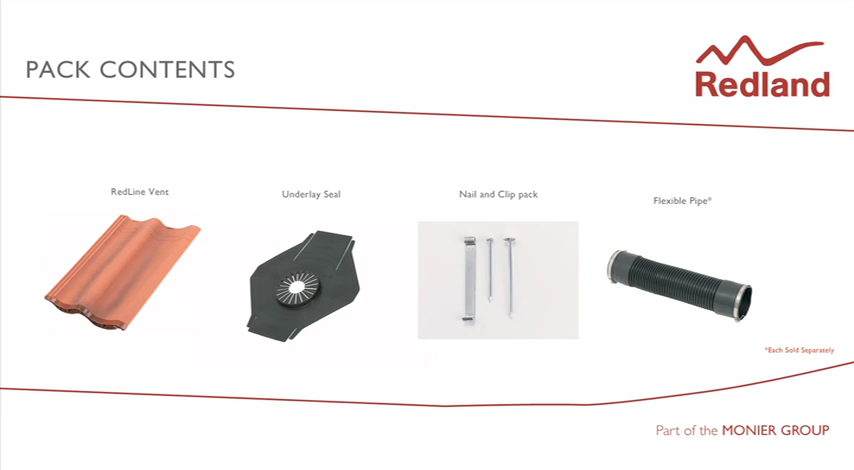 PACK CONTENTS
Redland
RedLine Vent
Underlay Seal
Nail and Clip pack
Flexible Pipe*
*Each Sold Separately
Part of the MONIER GROUP